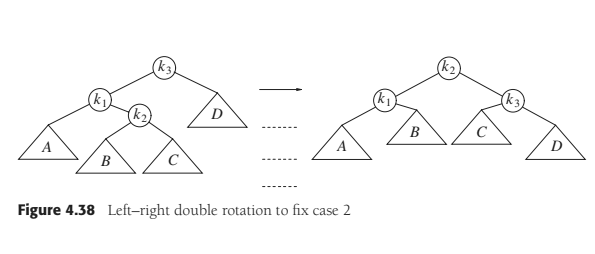 k3 k2
k1 k1 k3
k2
D
A B C A B C D
Figure 4.38 Left–right double rotation to fix case 2